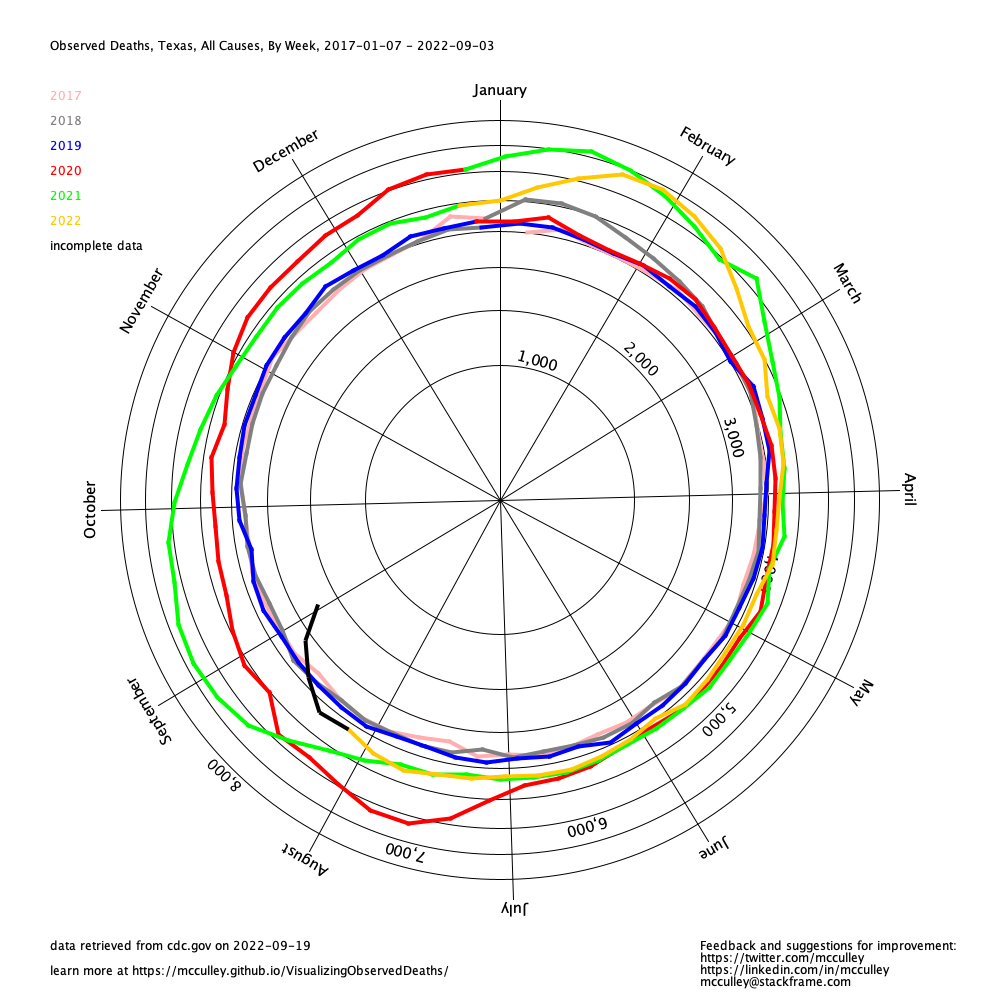 Observed Deaths, Texas, All Causes, By Week, 2017-01-07 - 2022-09-03
January
2017
2018
2019
2020
2021
2022
incomplete data
December
February
November
March
1,000
2,000
3,000
October
April
September
May
5,000
8,000
6,000
7,000
August
June
July
data retrieved from cdc.gov on 2022-09-19
learn more at https://mcculley.github.io/VisualizingObservedDeaths/
Feedback and suggestions for improvement:
https://twitter.com/mcculley
https://linkedin.com/in/mcculley
mcculley@stackframe.com